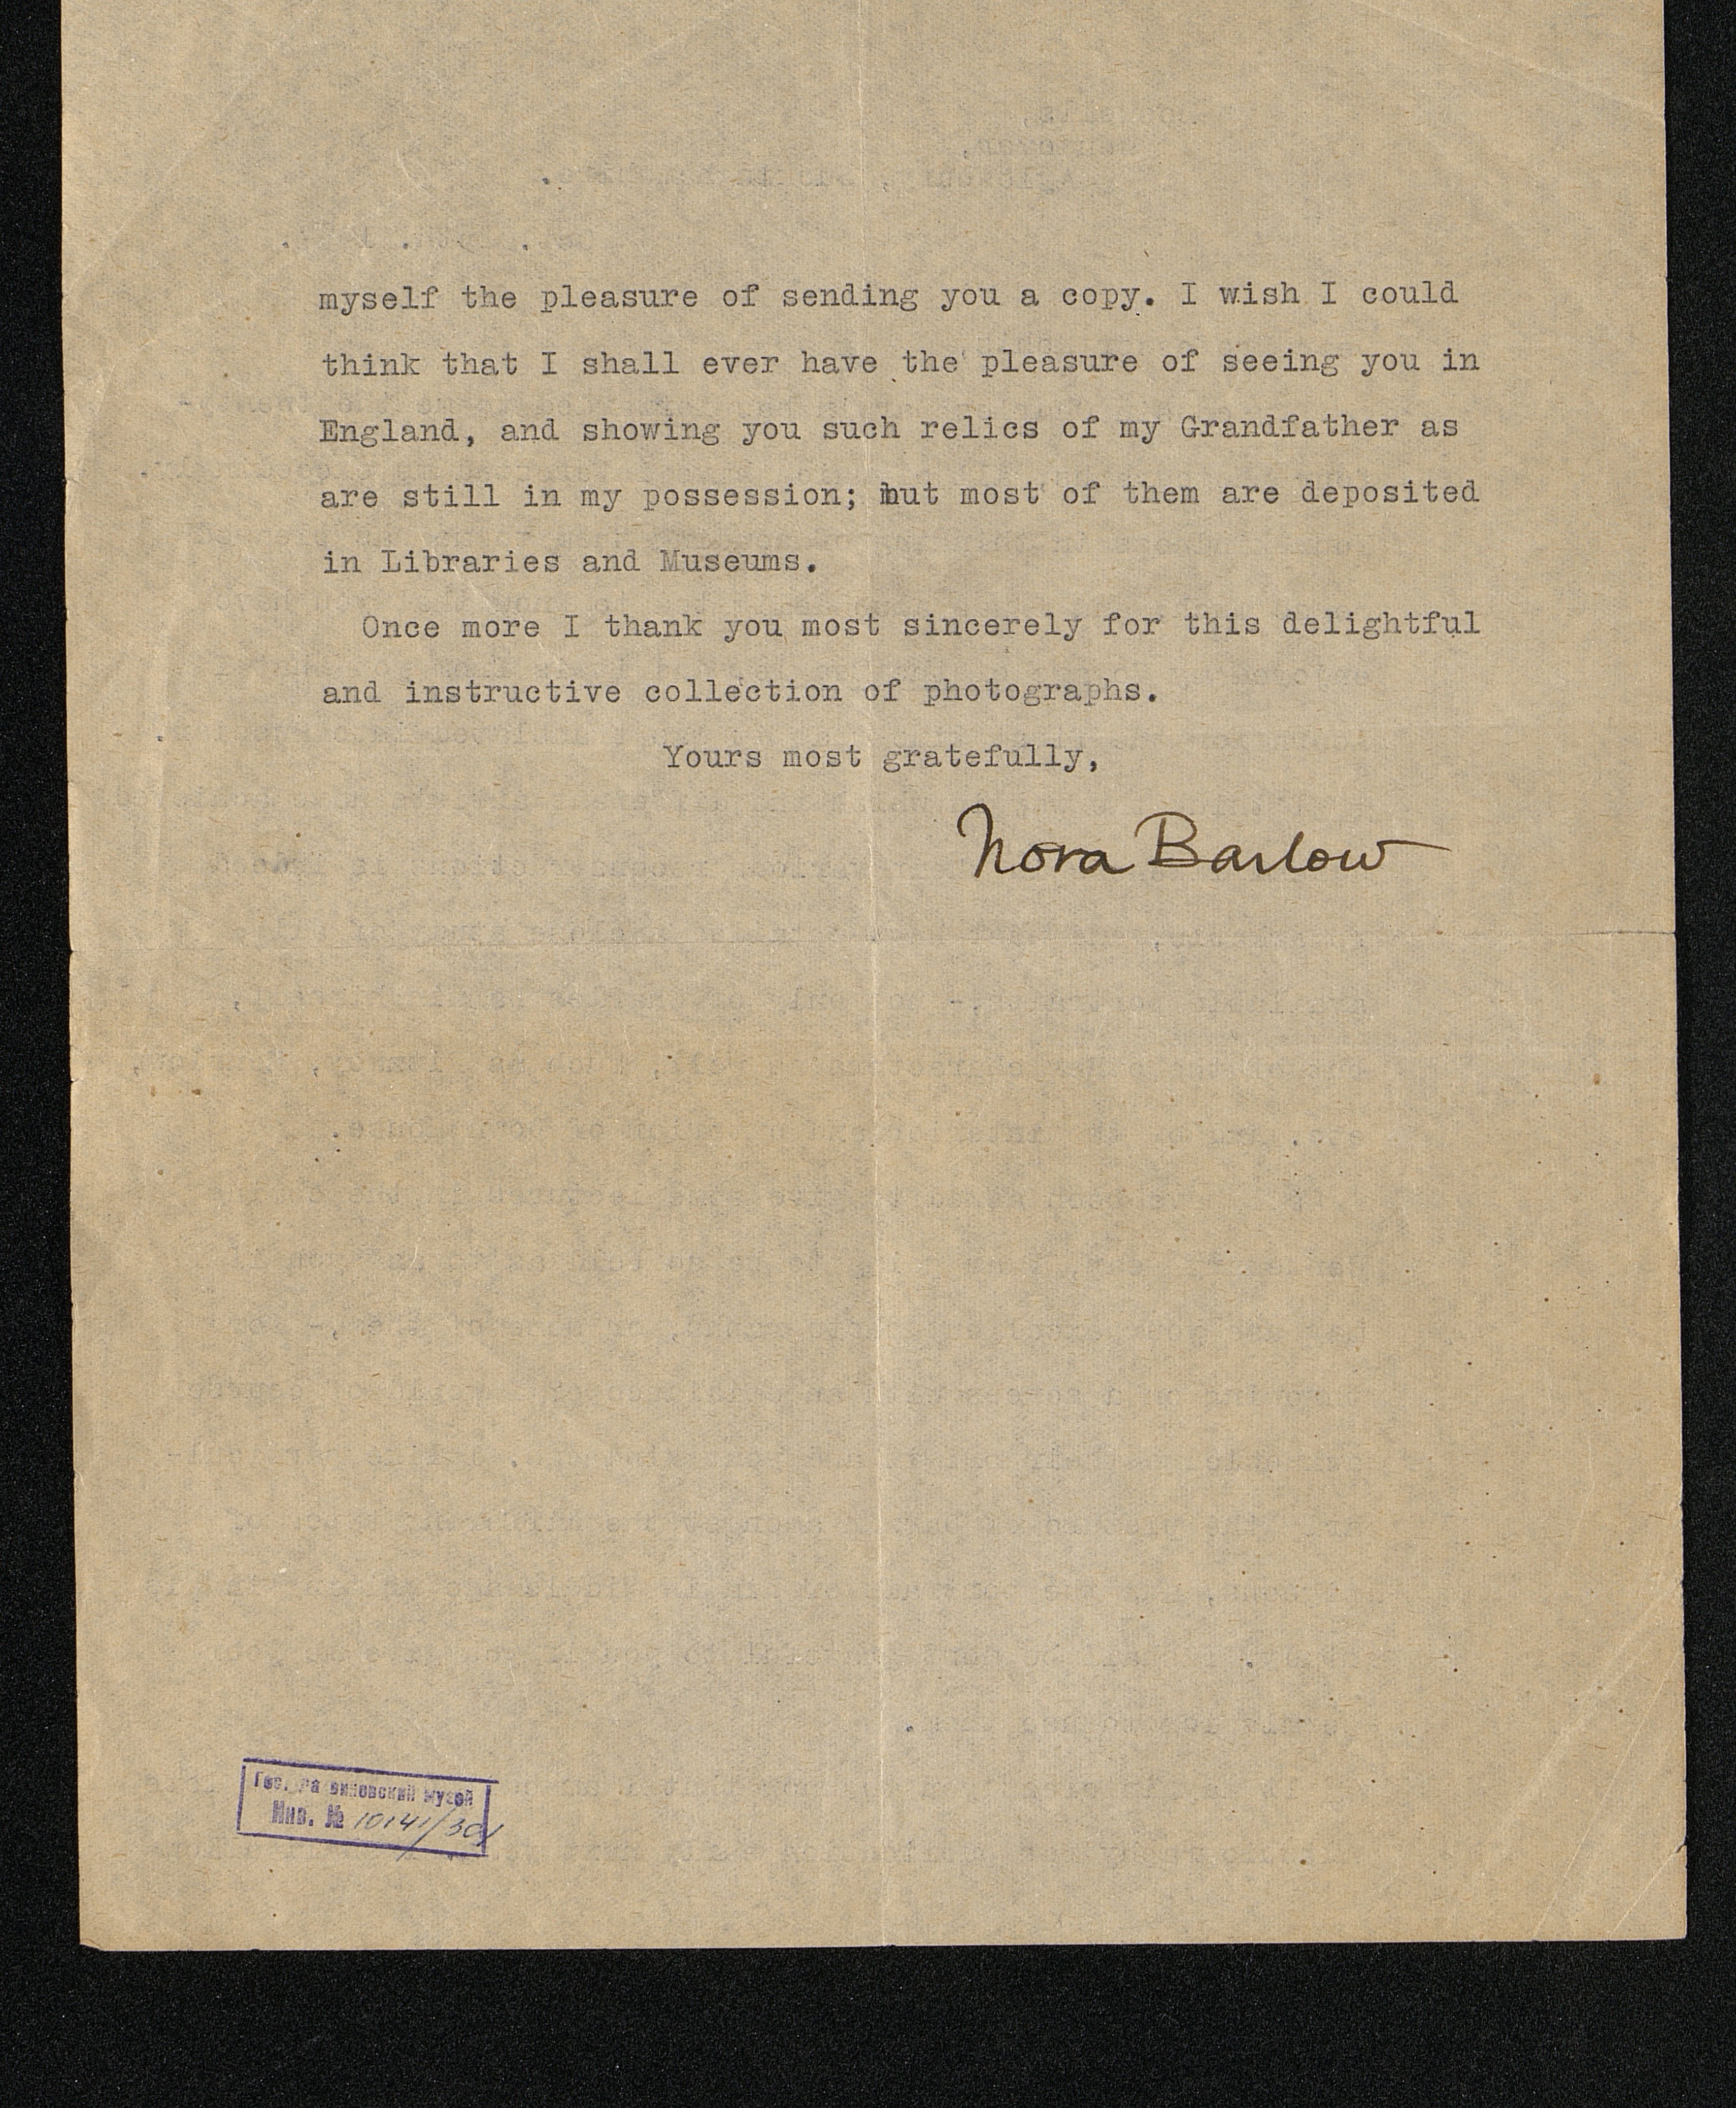 myself the pleasure of sending you a copy. I wish I could
think that I shall ever have the pleasure of seeing you in
England, and showing you such relics of my Grandfather as
are still in my possession; but most of them are deposited
in Libraries and Museums.
Once more I thank you most sincerely for this delightful
and instructive collection of photographs.
Yours most gratefully,
Nora Barlow
Гос. музей
Инв. № 10141/301